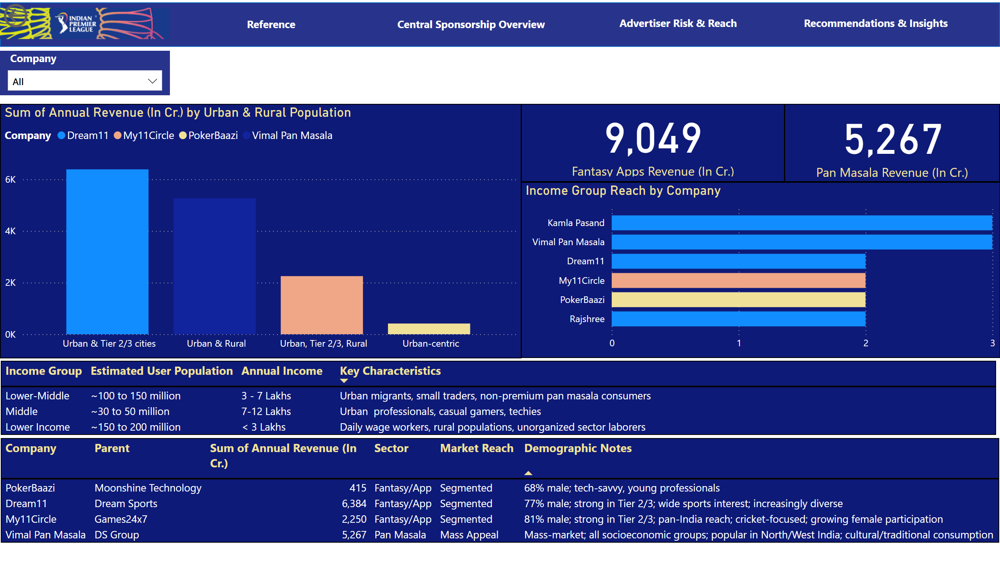 INDIAN
PREMIER
LEAGUE
Reference
Central Sponsorship Overview
Advertiser Risk & Reach
Recommendations & Insights
Company
All
Sum of Annual Revenue (In Cr.) by Urban & Rural Population
Company Dream11 My11Circle PokerBaazi Vimal Pan Masala
6K
4K
2K
0K
Urban & Tier 2/3 cities Urban & Rural Urban, Tier 2/3, Rural Urban-centric
9,049
Fantasy Apps Revenue (In Cr.)
5,267
Pan Masala Revenue (In Cr.)
Income Group Reach by Company
Kamla Pasand
Vimal Pan Masala
Dream11
My11Circle
PokerBaazi
Rajshree
0 1 2 3
Income Group Estimated User Population Annual Income Key Characteristics
Lower-Middle ~100 to 150 million 3 - 7 Lakhs Urban migrants, small traders, non-premium pan masala consumers
Middle ~30 to 50 million 7-12 Lakhs Urban professionals, casual gamers, techies
Lower Income ~150 to 200 million < 3 Lakhs Daily wage workers, rural populations, unorganized sector laborers
Company Parent Sum of Annual Revenue (In Sector Market Reach Demographic Notes
Cr.)
PokerBaazi Moonshine Technology 415 Fantasy/App Segmented 68% male; tech-savvy, young professionals
Dream11 Dream Sports 6,384 Fantasy/App Segmented 77% male; strong in Tier 2/3; wide sports interest; increasingly diverse
My11Circle Games24x7 2,250 Fantasy/App Segmented 81% male; strong in Tier 2/3; pan-India reach; cricket-focused; growing female participation
Vimal Pan Masala DS Group 5,267 Pan Masala Mass Appeal Mass-market; all socioeconomic groups; popular in North/West India; cultural/traditional consumption